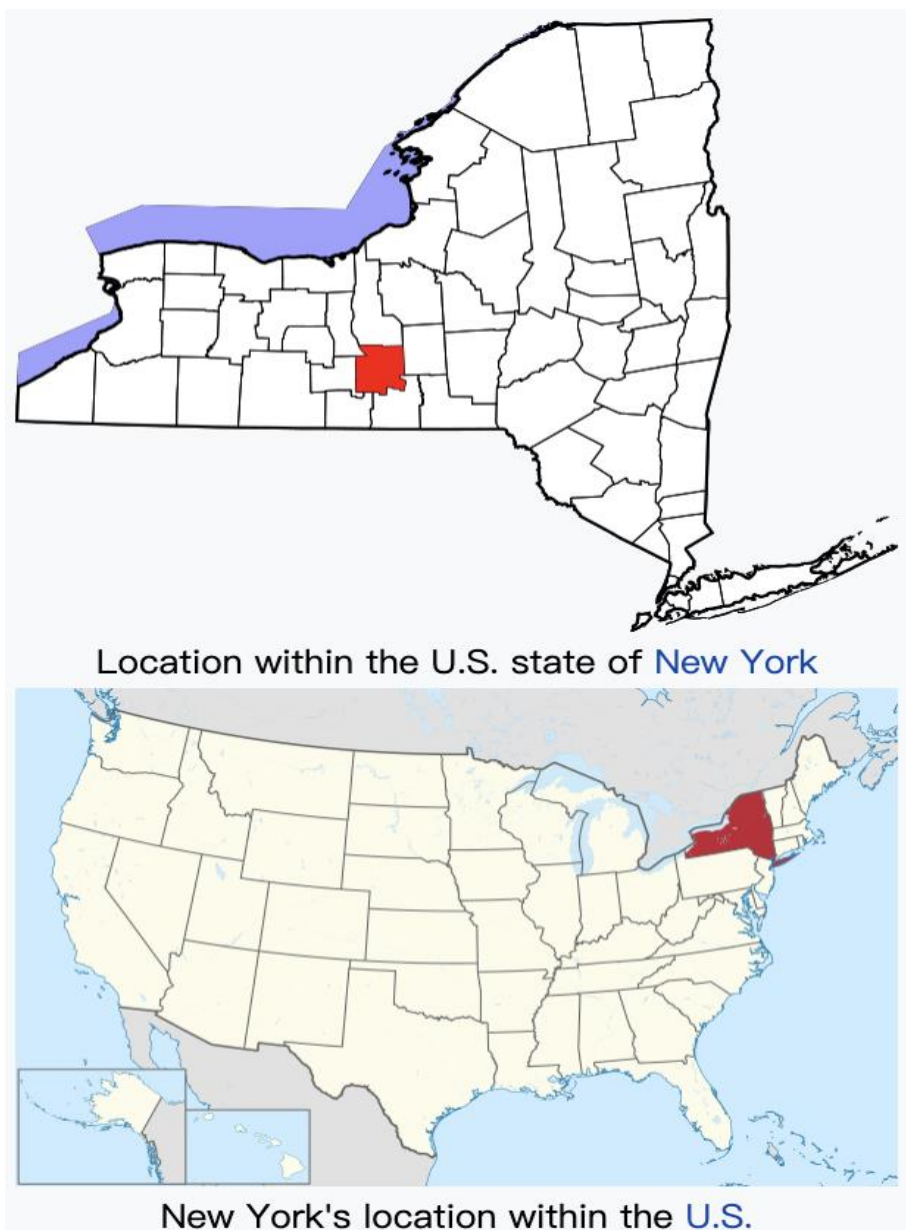 Location within the U.S. state of New York
New York's location within the U.S.